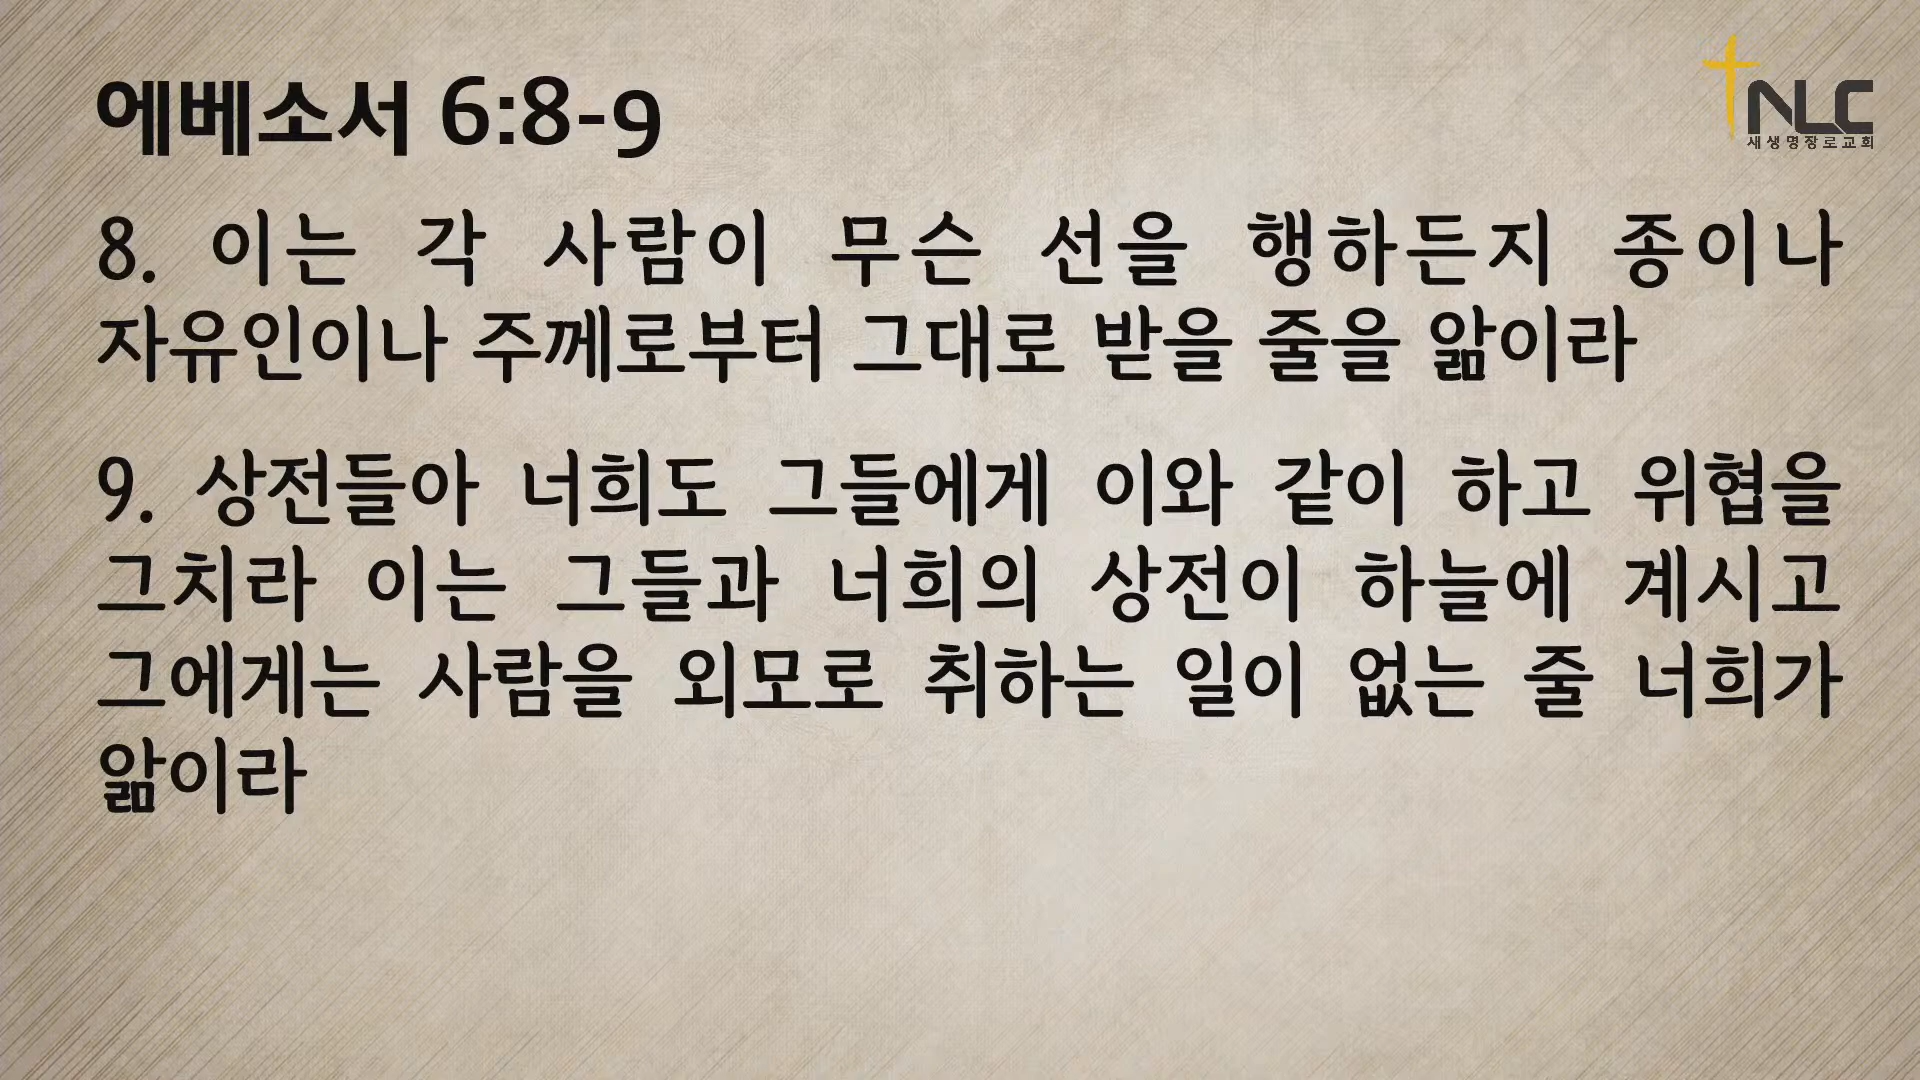 에베소서 6:8-9
NLC
새생명장로교회
8. 이는 각 사람이 무슨 선을 행하든지 종이나
자유인이나 주께로부터 그대로 받을 줄을 앎이라
9. 상전들아 너희도 그들에게 이와 같이 하고 위협을
그치라 이는 그들과 너희의 상전이 하늘에 계시고
그에게는 사람을 외모로 취하는 일이 없는 줄 너희가
앎이라